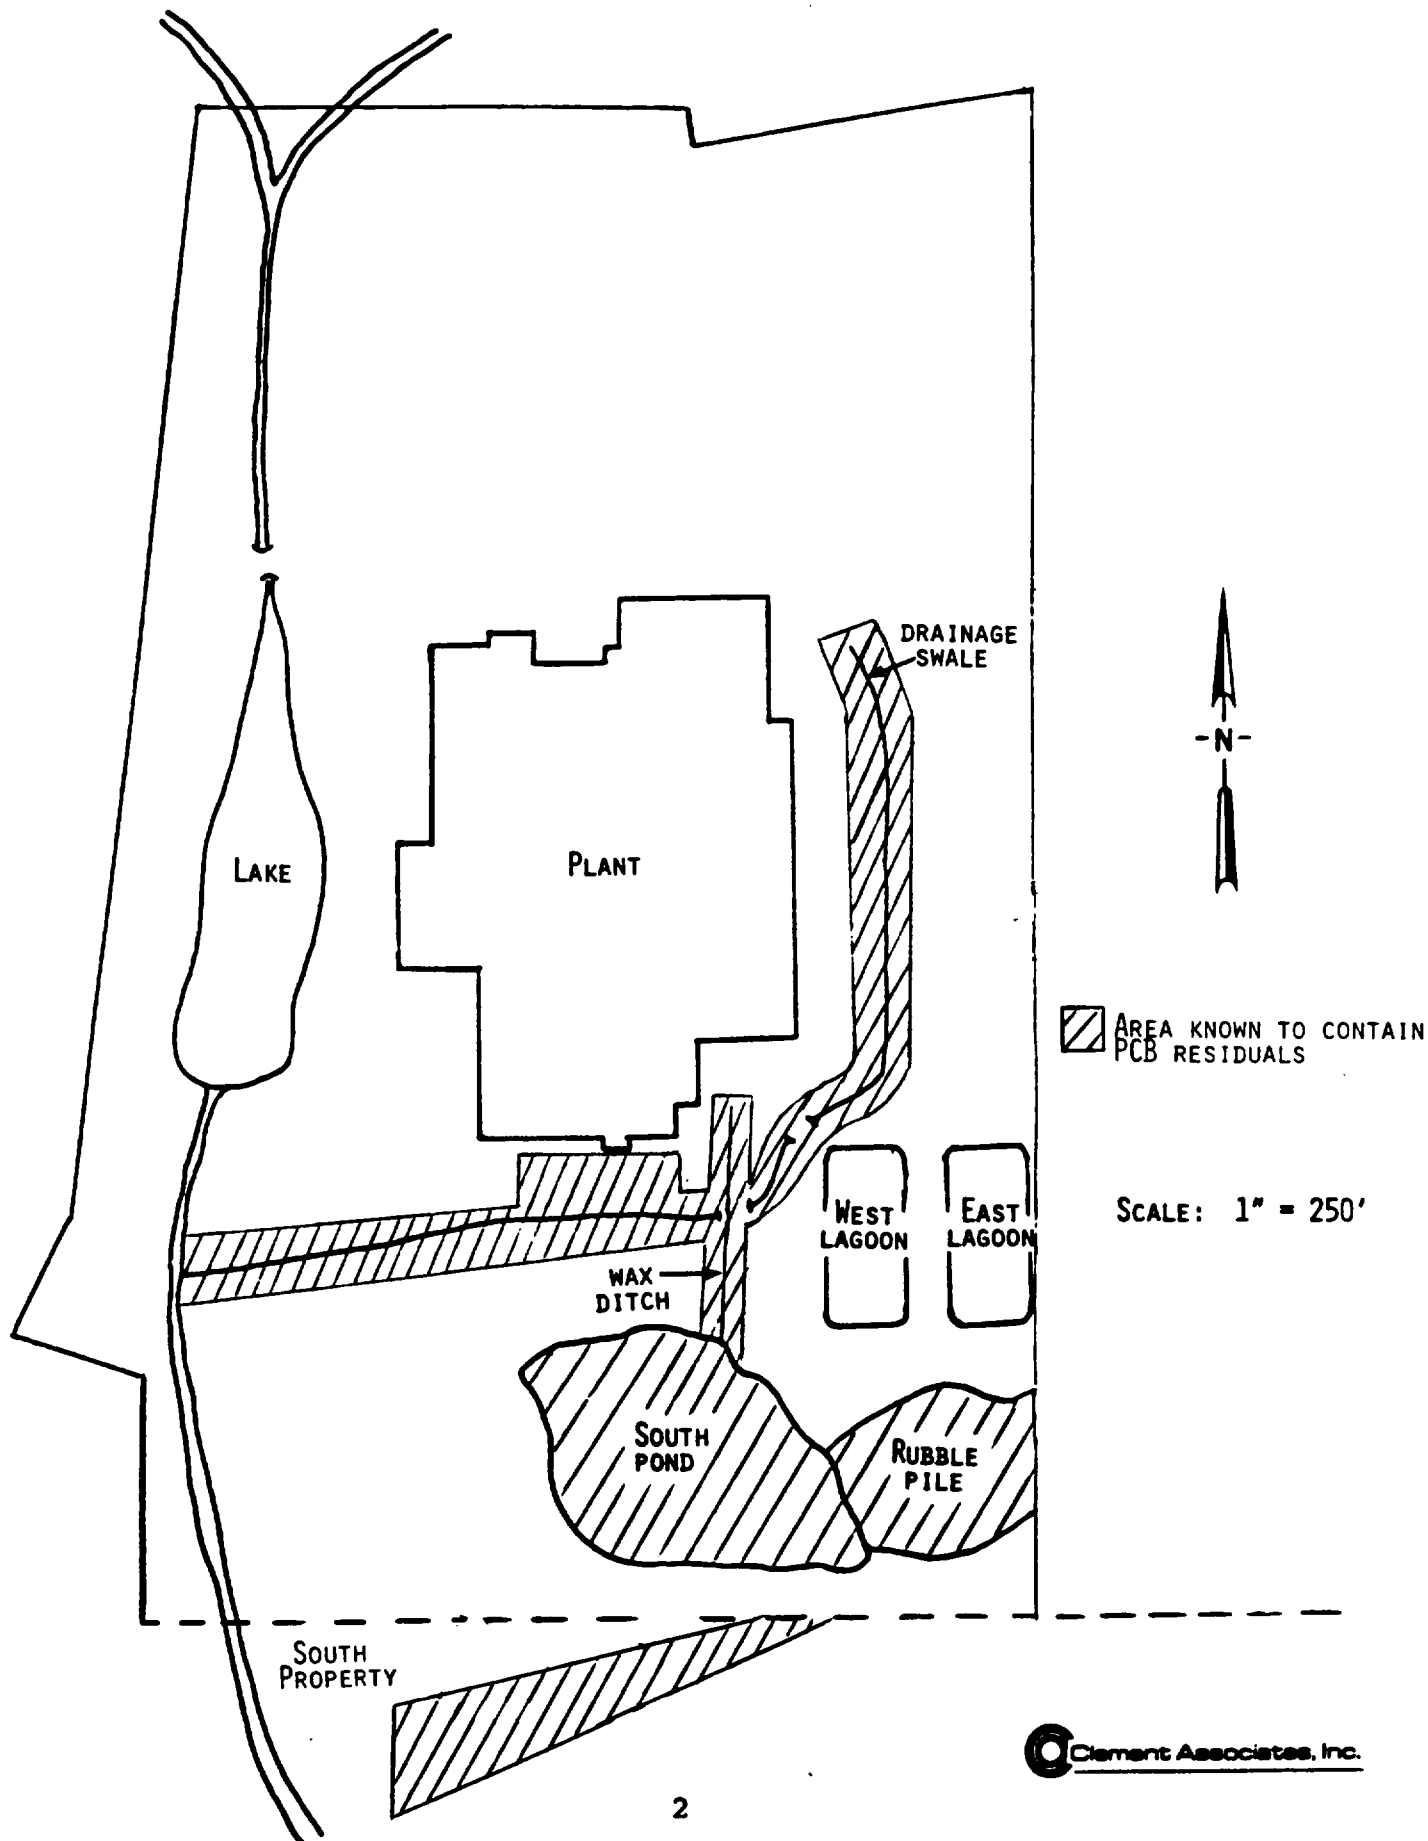 DRAINAGE
SWALE
-N-
LAKE
PLANT
AREA KNOWN TO CONTAIN
PCB RESIDUALS
WEST
LAGOON
EAST
LAGOON
SCALE: 1" = 250'
WAX
DITCH
SOUTH
POND
RUBBLE
PILE
SOUTH
PROPERTY
Clement Associates, Inc.
2